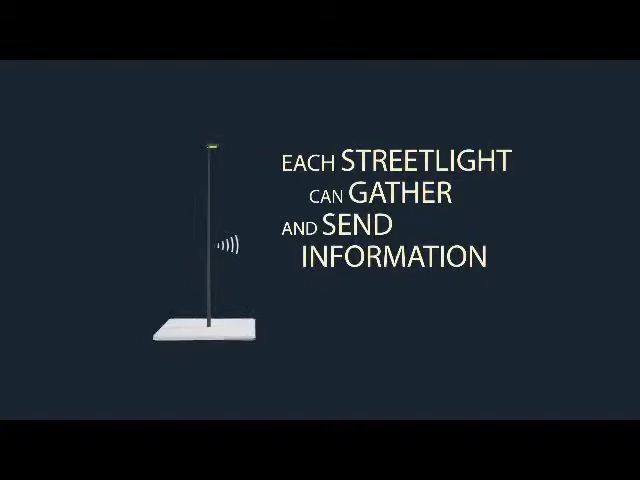 EACH STREETLIGHT
CAN GATHER
AND SEND
INFORMATION